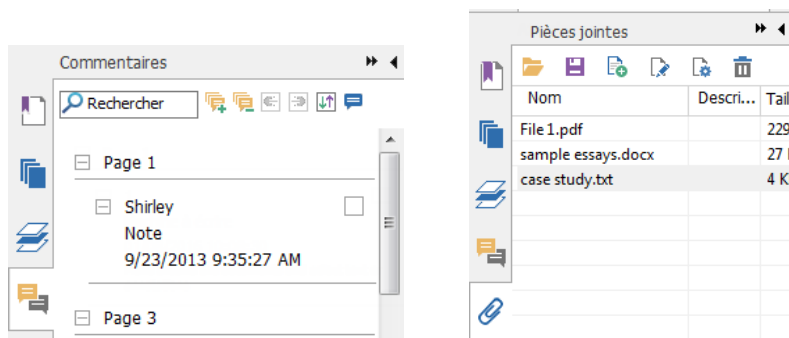 Commentaires
Rechercher
Page 1
Shirley
Note
9/23/2013 9:35:27 AM
Page 3
Pièces jointes
Nom Descri... Tail
File 1.pdf 229
sample essays.docx 27
case study.txt 4 K